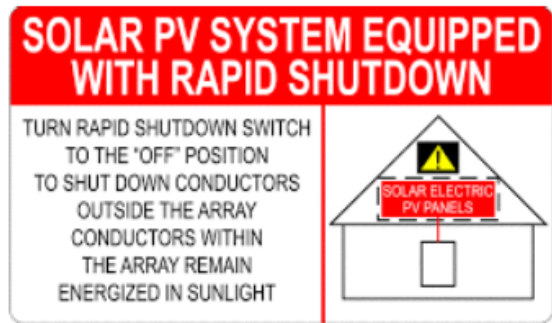 SOLAR PV SYSTEM EQUIPPED
WITH RAPID SHUTDOWN
TURN RAPID SHUTDOWN SWITCH
TO THE "OFF" POSITION
TO SHUT DOWN CONDUCTORS
OUTSIDE THE ARRAY
CONDUCTORS WITHIN
THE ARRAY REMAIN
ENERGIZED IN SUNLIGHT
SOLAR ELECTRIC
PV PANELS